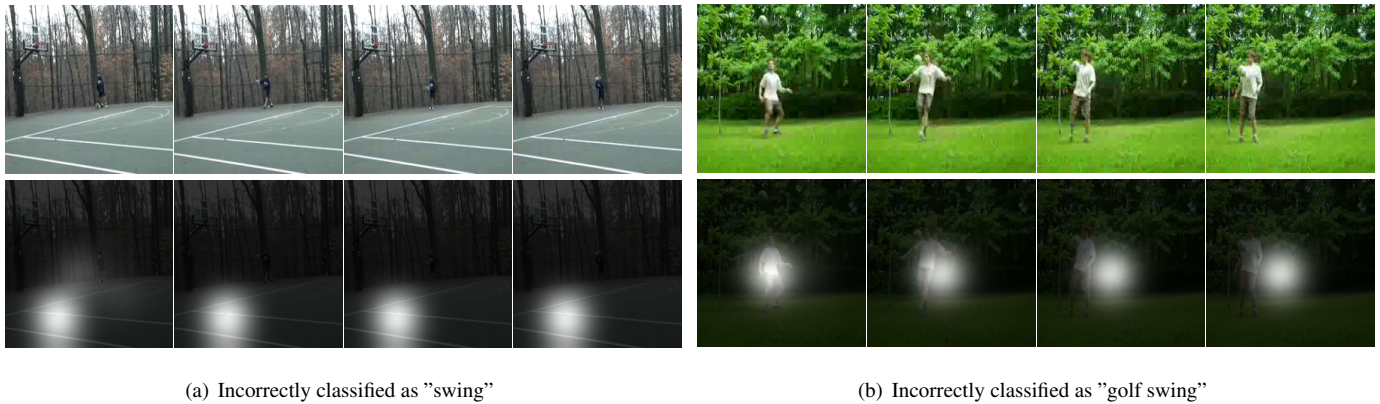 (a) Incorrectly classified as ”swing”
(b) Incorrectly classified as ”golf swing”